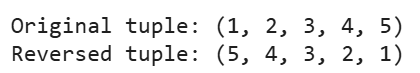 Original tuple: (1, 2, 3, 4, 5)
Reversed tuple: (5, 4, 3, 2, 1)